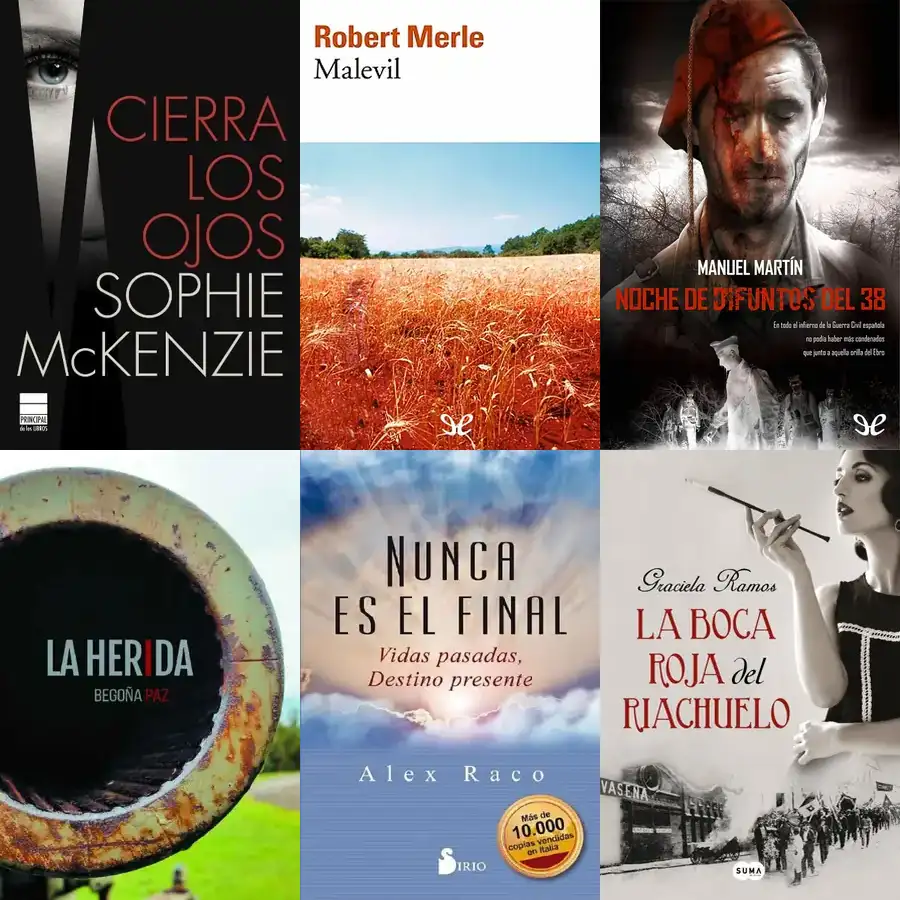 CIERRA
LOS
OJOS
SOPHIE
McKENZIE
PRINCIPAL
de los LIBROS
Robert Merle
Malevil
MANUEL MARTÍN
NOCHE DE DIFUNTOS DEL 38
En todo el infierno de la Guerra Civil española
no podía haber más condenados
que junto a aquella orilla del Ebro
LA HERIDA
BEGOÑA PAZ
NUNCA
ES EL FINAL
Vidas pasadas,
Destino presente
Alex Raco
Más de
10.000
copias vendidas
en Italia
SIRIO
Graciela Ramos
LA BOCA
ROJA del
RIACHUELO
VASENA
SUMA